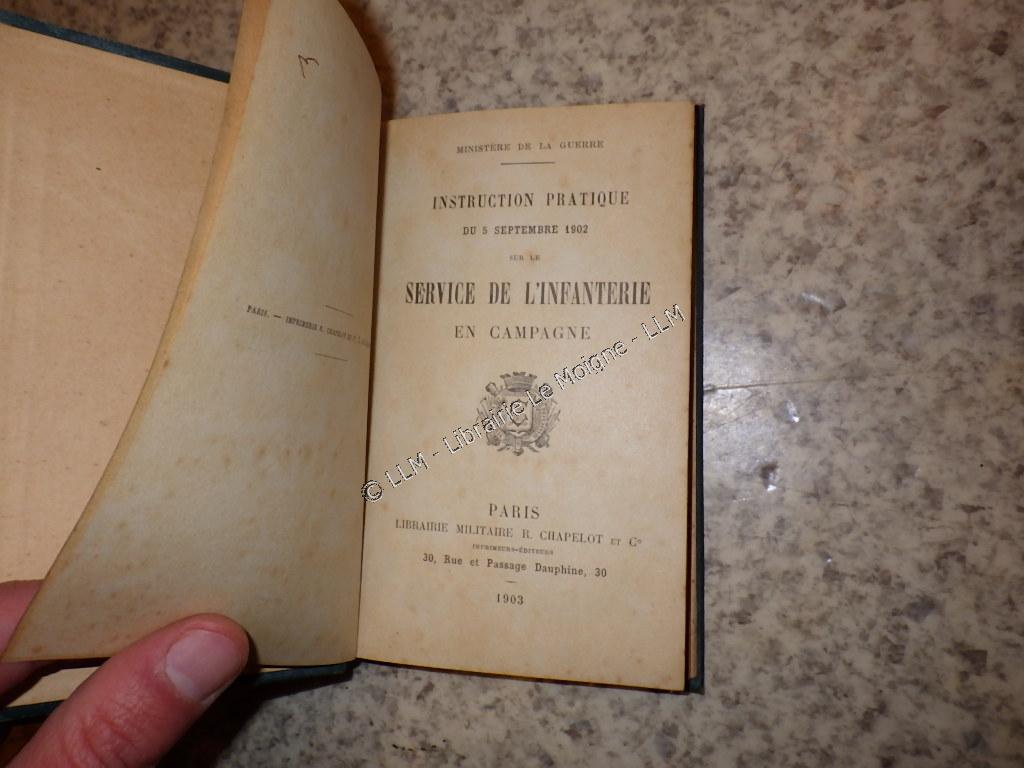 3
PARIS. — IMPRIMERIE R. CHAPELOT ET Cⁱᵉ
MINISTÈRE DE LA GUERRE
INSTRUCTION PRATIQUE
DU 5 SEPTEMBRE 1902
SUR LE
SERVICE DE L'INFANTERIE
EN CAMPAGNE
© LLM - Librairie Le Moigne - LLM
PARIS
LIBRAIRIE MILITAIRE R. CHAPELOT ET Cᵉ
IMPRIMEURS-ÉDITEURS
30, Rue et Passage Dauphine, 30
1903